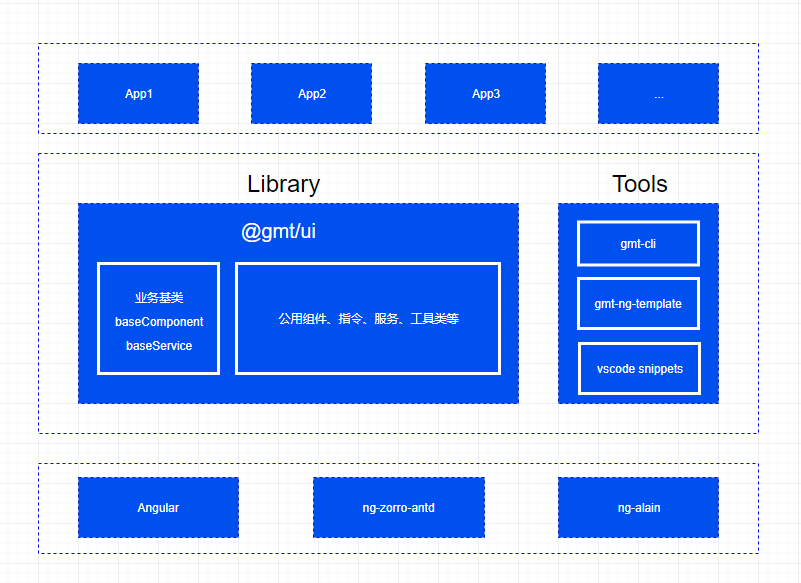 App1
App2
App3
...
Library
Tools
@gmt/ui
业务基类
baseComponent
baseService
公用组件、指令、服务、工具类等
gmt-cli
gmt-ng-template
vscode snippets
Angular
ng-zorro-antd
ng-alain